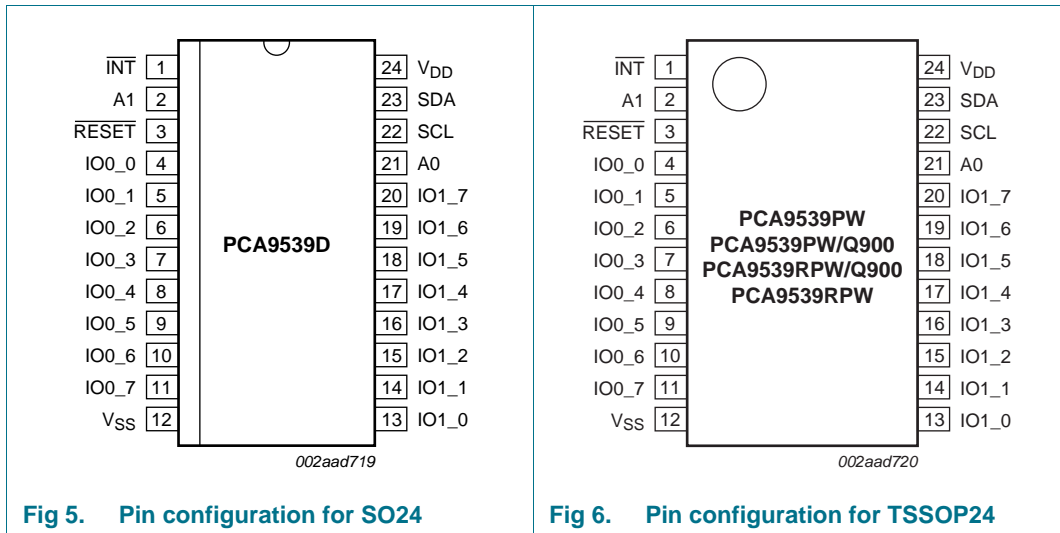 INT 1
A1 2
RESET 3
IO0_0 4
IO0_1 5
IO0_2 6
IO0_3 7
IO0_4 8
IO0_5 9
IO0_6 10
IO0_7 11
VSS 12
PCA9539D
24 VDD
23 SDA
22 SCL
21 A0
20 IO1_7
19 IO1_6
18 IO1_5
17 IO1_4
16 IO1_3
15 IO1_2
14 IO1_1
13 IO1_0
002aad719
Fig 5. Pin configuration for SO24
INT 1
A1 2
RESET 3
IO0_0 4
IO0_1 5
IO0_2 6
IO0_3 7
IO0_4 8
IO0_5 9
IO0_6 10
IO0_7 11
VSS 12
PCA9539PW
PCA9539PW/Q900
PCA9539RPW/Q900
PCA9539RPW
24 VDD
23 SDA
22 SCL
21 A0
20 IO1_7
19 IO1_6
18 IO1_5
17 IO1_4
16 IO1_3
15 IO1_2
14 IO1_1
13 IO1_0
002aad720
Fig 6. Pin configuration for TSSOP24